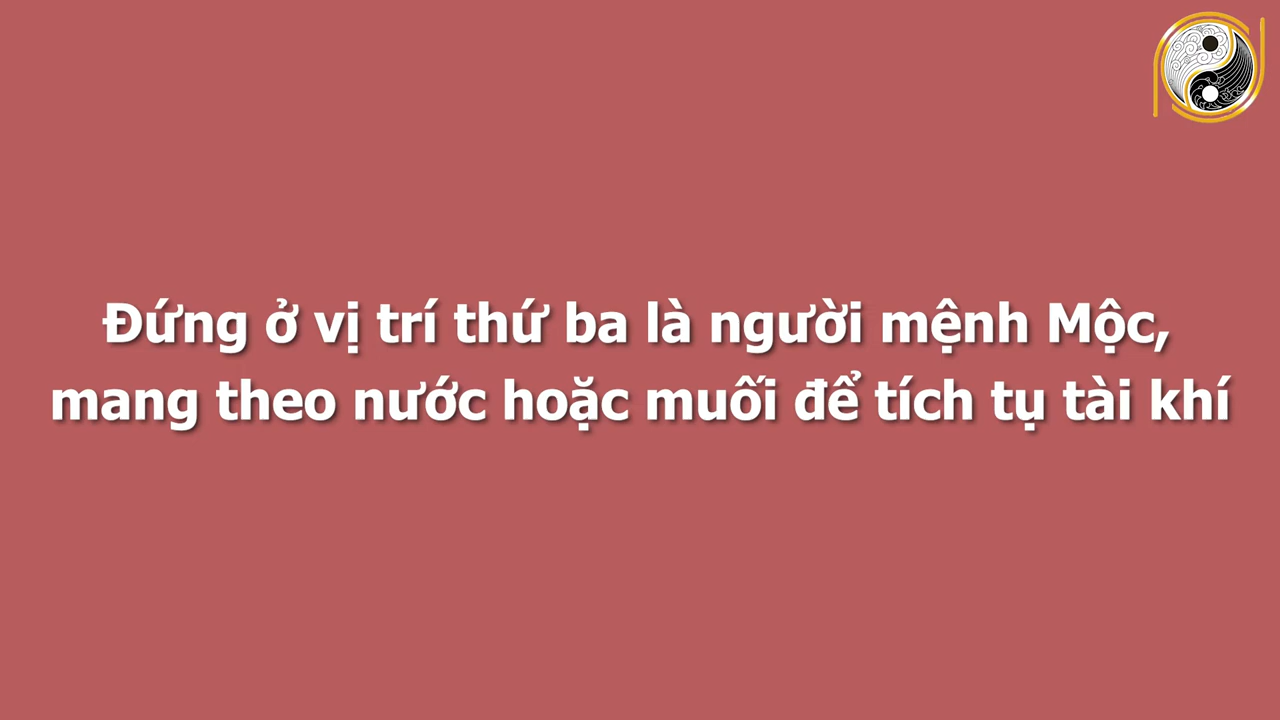 Đứng ở vị trí thứ ba là người mệnh Mộc,
mang theo nước hoặc muối để tích tụ tài khí